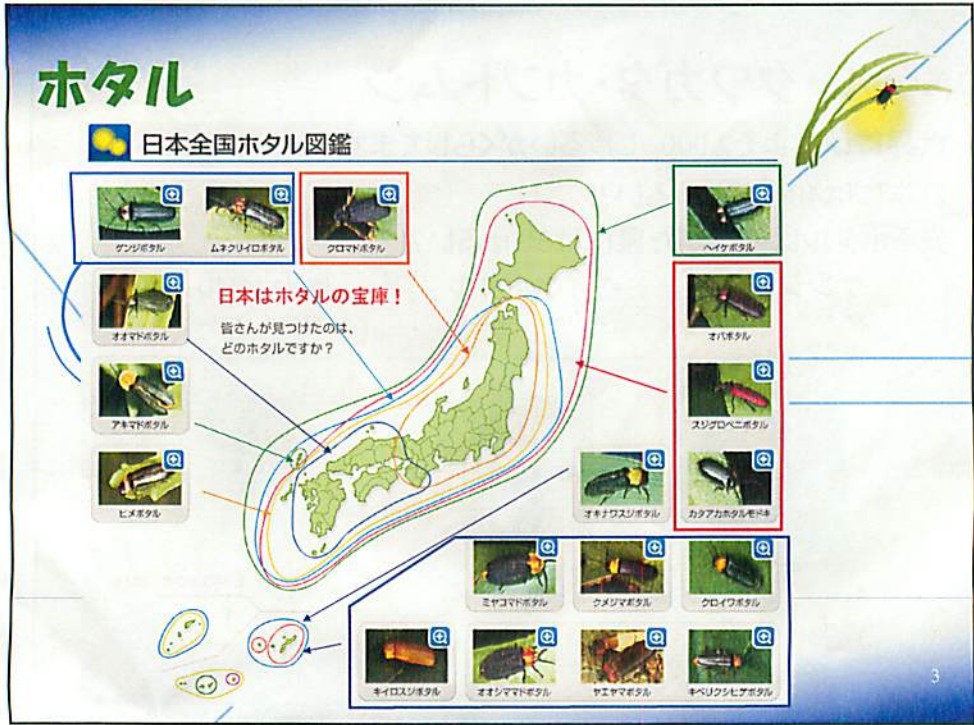 ホタル
日本全国ホタル図鑑
ゲンジボタル
ムネクリイロボタル
クロマドボタル
ヘイケボタル
日本はホタルの宝庫！
皆さんが見つけたのは、
どのホタルですか？
オオマドボタル
オバボタル
アキマドボタル
スジグロベニボタル
ヒメボタル
オキナワスジボタル
カタアカホタルモドキ
ミヤコマドボタル
クメジマボタル
クロイワボタル
キイロスジボタル
オオシママドボタル
ヤエヤマボタル
キベリクシヒゲボタル
3